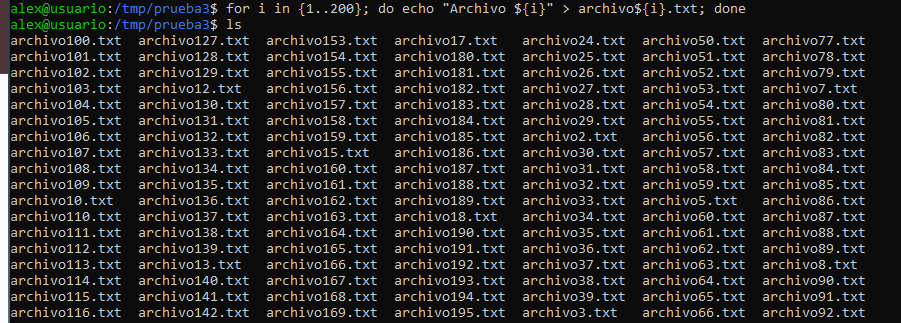 alex@usuario:/tmp/prueba3$ for i in {1..200}; do echo "Archivo ${i}" > archivo${i}.txt; done
alex@usuario:/tmp/prueba3$ ls
archivo100.txt archivo127.txt archivo153.txt archivo17.txt archivo24.txt archivo50.txt archivo77.txt
archivo101.txt archivo128.txt archivo154.txt archivo180.txt archivo25.txt archivo51.txt archivo78.txt
archivo102.txt archivo129.txt archivo155.txt archivo181.txt archivo26.txt archivo52.txt archivo79.txt
archivo103.txt archivo12.txt archivo156.txt archivo182.txt archivo27.txt archivo53.txt archivo7.txt
archivo104.txt archivo130.txt archivo157.txt archivo183.txt archivo28.txt archivo54.txt archivo80.txt
archivo105.txt archivo131.txt archivo158.txt archivo184.txt archivo29.txt archivo55.txt archivo81.txt
archivo106.txt archivo132.txt archivo159.txt archivo185.txt archivo2.txt archivo56.txt archivo82.txt
archivo107.txt archivo133.txt archivo15.txt archivo186.txt archivo30.txt archivo57.txt archivo83.txt
archivo108.txt archivo134.txt archivo160.txt archivo187.txt archivo31.txt archivo58.txt archivo84.txt
archivo109.txt archivo135.txt archivo161.txt archivo188.txt archivo32.txt archivo59.txt archivo85.txt
archivo10.txt archivo136.txt archivo162.txt archivo189.txt archivo33.txt archivo5.txt archivo86.txt
archivo110.txt archivo137.txt archivo163.txt archivo18.txt archivo34.txt archivo60.txt archivo87.txt
archivo111.txt archivo138.txt archivo164.txt archivo190.txt archivo35.txt archivo61.txt archivo88.txt
archivo112.txt archivo139.txt archivo165.txt archivo191.txt archivo36.txt archivo62.txt archivo89.txt
archivo113.txt archivo13.txt archivo166.txt archivo192.txt archivo37.txt archivo63.txt archivo8.txt
archivo114.txt archivo140.txt archivo167.txt archivo193.txt archivo38.txt archivo64.txt archivo90.txt
archivo115.txt archivo141.txt archivo168.txt archivo194.txt archivo39.txt archivo65.txt archivo91.txt
archivo116.txt archivo142.txt archivo169.txt archivo195.txt archivo3.txt archivo66.txt archivo92.txt